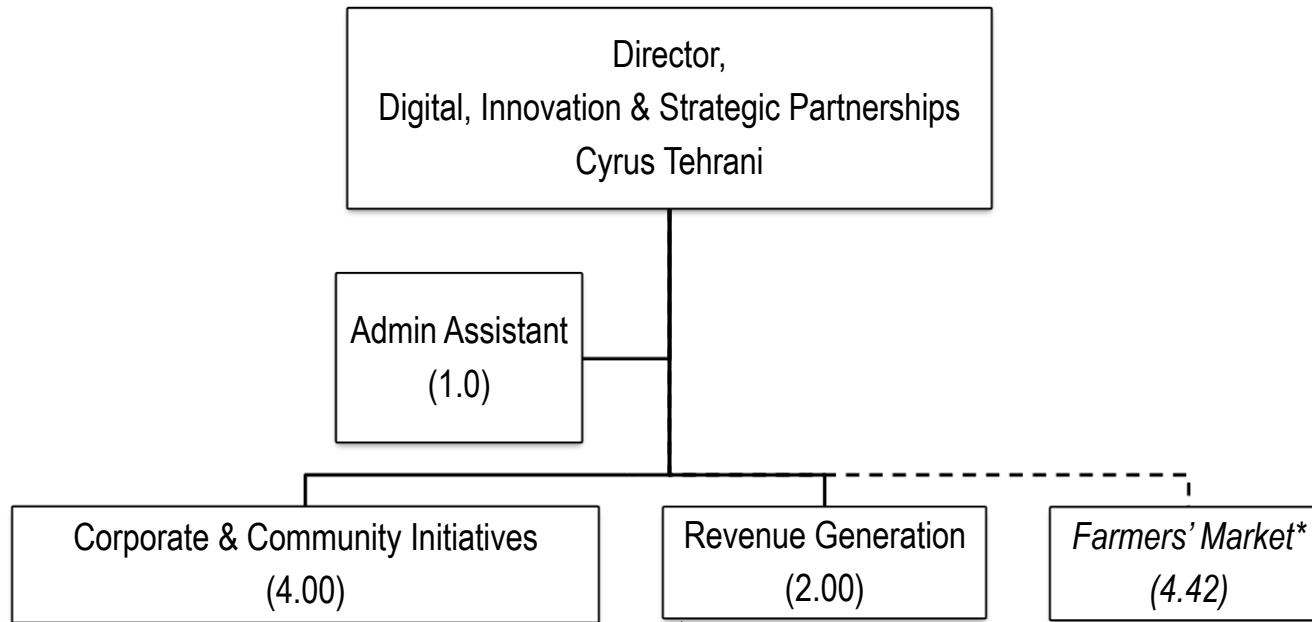 Director,
Digital, Innovation & Strategic Partnerships
Cyrus Tehrani
Admin Assistant
(1.0)
Corporate & Community Initiatives
(4.00)
Revenue Generation
(2.00)
Farmers’ Market*
(4.42)